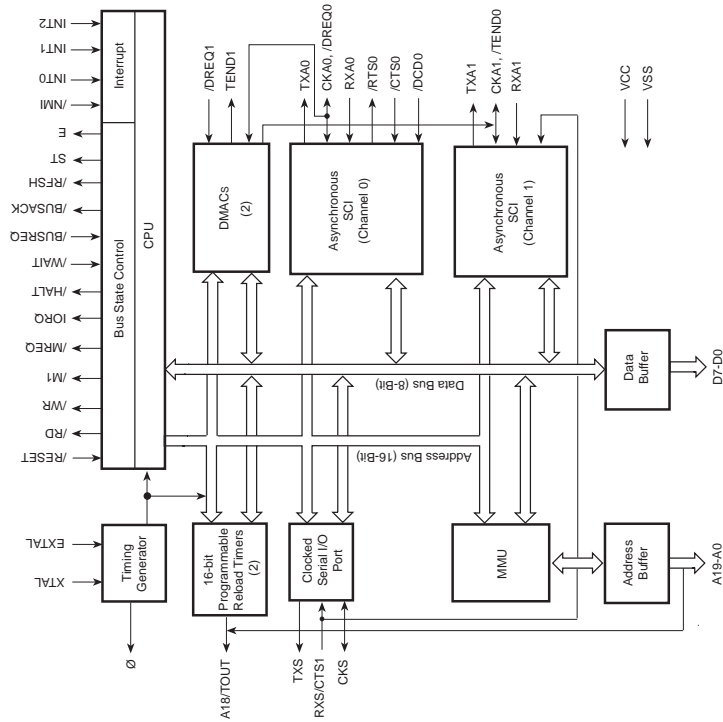 /RESET
/RD
/WR
/M1
/MREQ
IORQ
/HALT
/WAIT
/BUSREQ
/BUSACK
/RFSH
ST
E
/NMI
INT0
INT1
INT2
Bus State Control
Interrupt
CPU
XTAL
EXTAL
Timing
Generator
Ø
16-bit
Programmable
Reload Timers
(2)
A18/TOUT
Clocked
Serial I/O
Port
TXS
RXS/CTS1
CKS
MMU
Address
Buffer
A19-A0
Address Bus (16-Bit)
Data Bus (8-Bit)
Data
Buffer
D7-D0
DMACs
(2)
/DREQ1
TEND1
Asynchronous
SCI
(Channel 0)
TXA0
CKA0, /DREQ0
RXA0
/RTS0
/CTS0
/DCD0
Asynchronous
SCI
(Channel 1)
TXA1
CKA1, /TEND0
RXA1
VCC
VSS